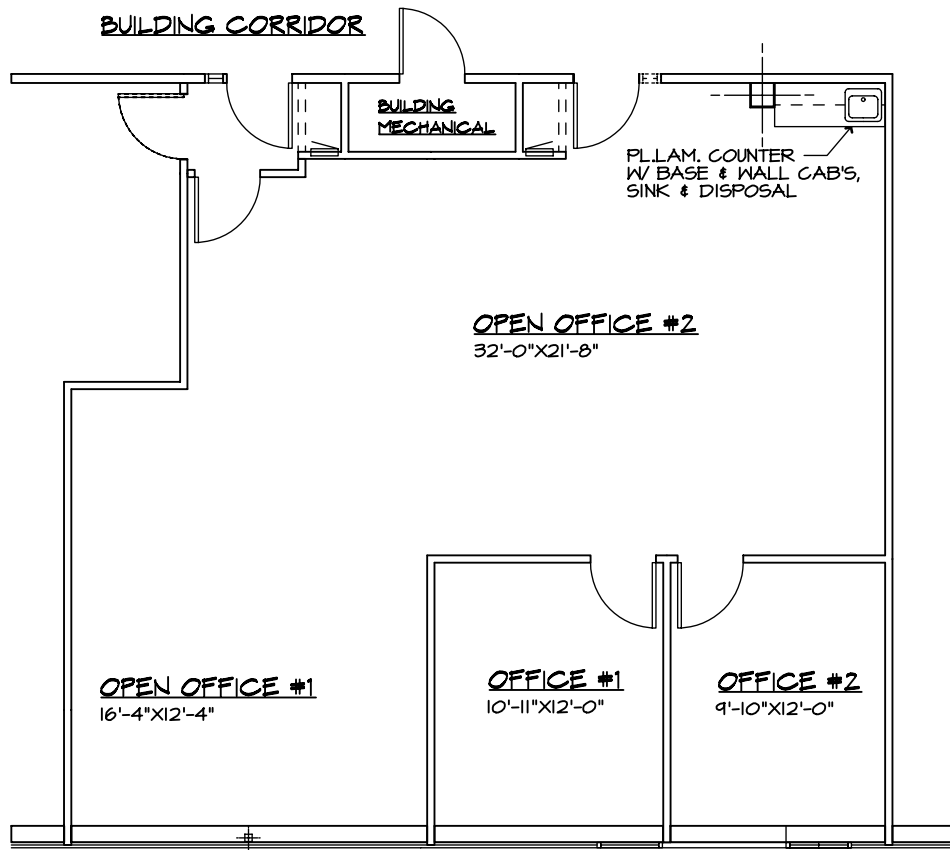 BUILDING CORRIDOR
BUILDING
MECHANICAL
PL.LAM. COUNTER
W/ BASE & WALL CAB'S,
SINK & DISPOSAL
OPEN OFFICE #2
32'-0"X21'-8"
OPEN OFFICE #1
16'-4"X12'-4"
OFFICE #1
10'-11"X12'-0"
OFFICE #2
9'-10"X12'-0"